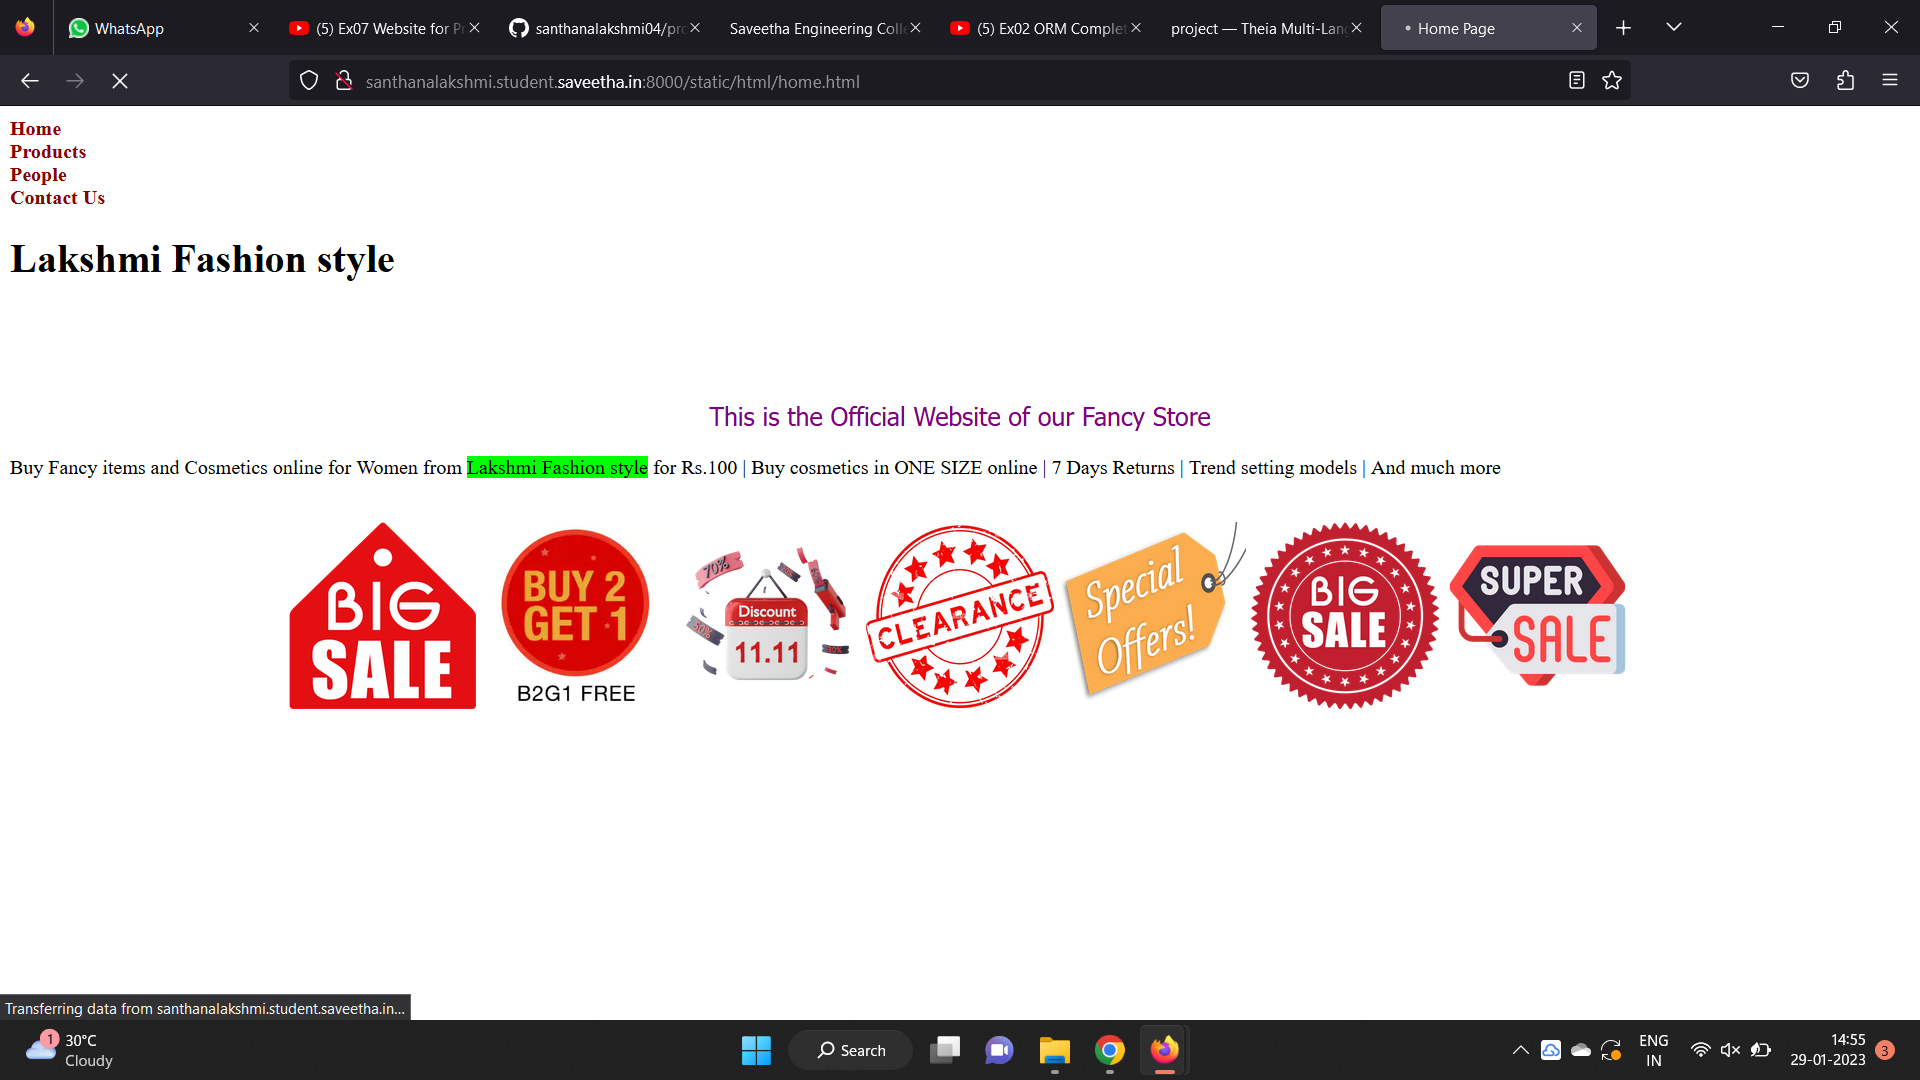 WhatsApp
(5) Ex07 Website for Pr
santhanalakshmi04/pro
Saveetha Engineering Colle
(5) Ex02 ORM Complet
project — Theia Multi-Lang
Home Page
santhanalakshmi.student.saveetha.in:8000/static/html/home.html
Home
Products
People
Contact Us
Lakshmi Fashion style
This is the Official Website of our Fancy Store
Buy Fancy items and Cosmetics online for Women from Lakshmi Fashion style for Rs.100 | Buy cosmetics in ONE SIZE online | 7 Days Returns | Trend setting models | And much more
BIG
SALE
BUY 2
GET 1
B2G1 FREE
70%
50%
Discount
11.11
CLEARANCE
Special
Offers!
BIG
SALE
SUPER
SALE
Transferring data from santhanalakshmi.student.saveetha.in...
1
30°C
Cloudy
Search
ENG
IN
14:55
29-01-2023
3